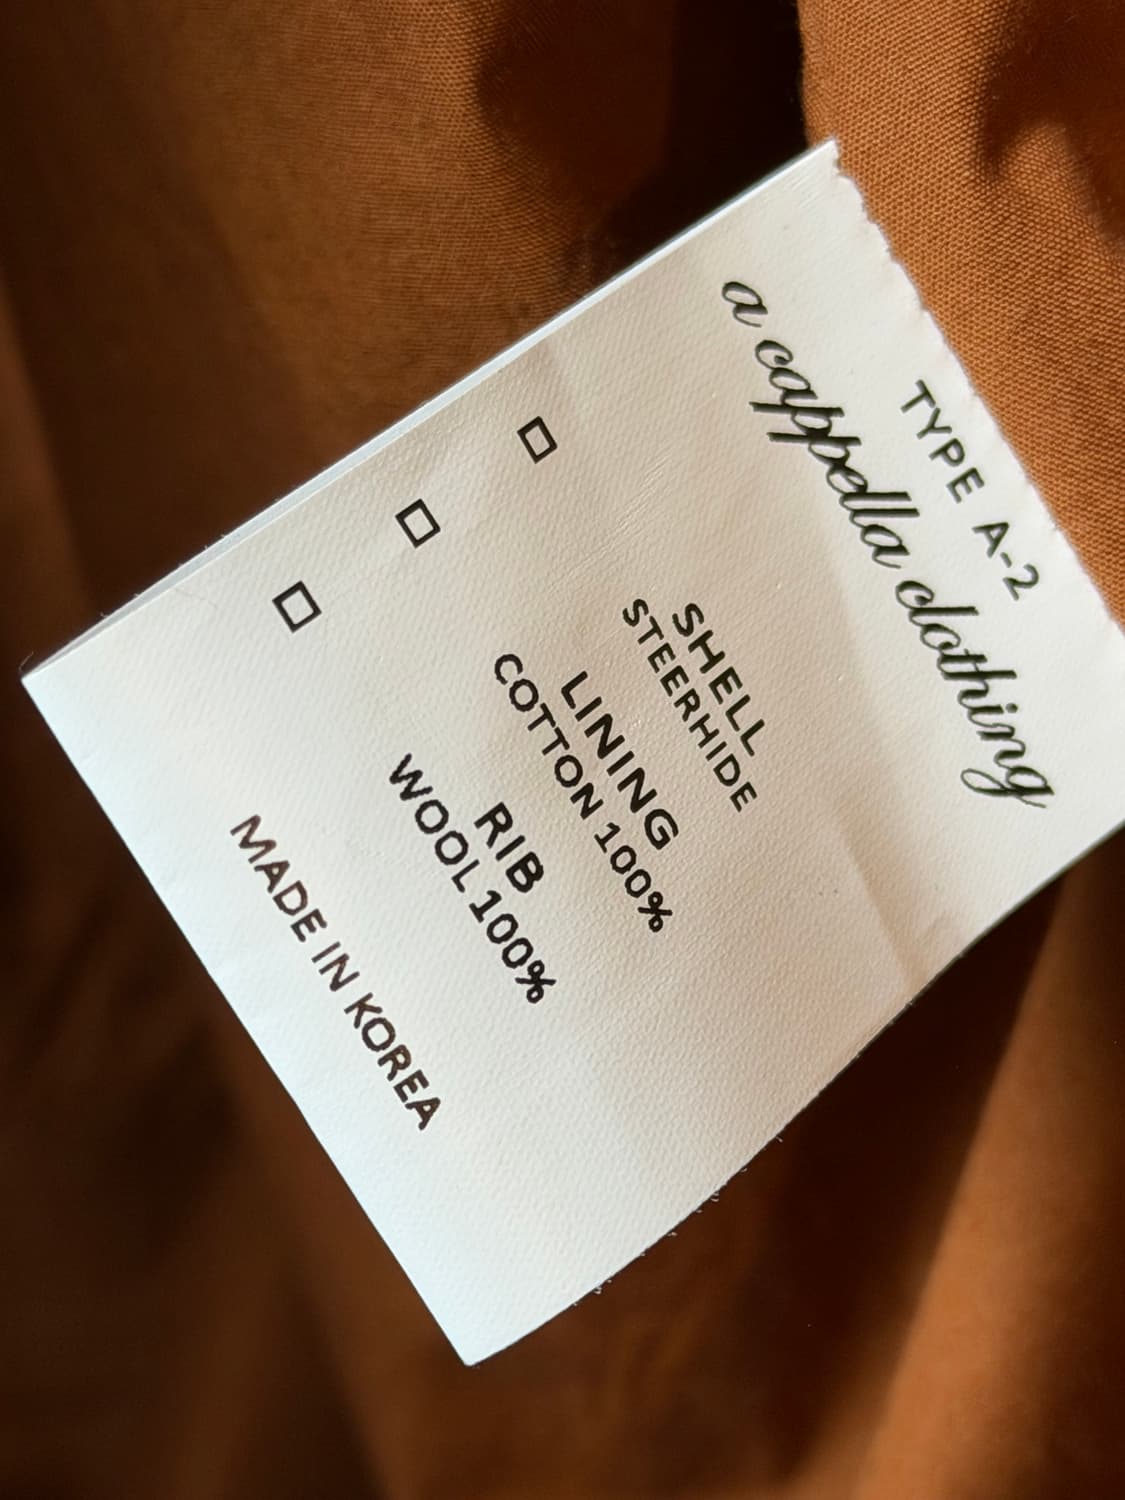 TYPE A-2
a cappella clothing
SHELL
STEERHIDE
LINING
COTTON 100%
RIB
WOOL 100%
MADE IN KOREA